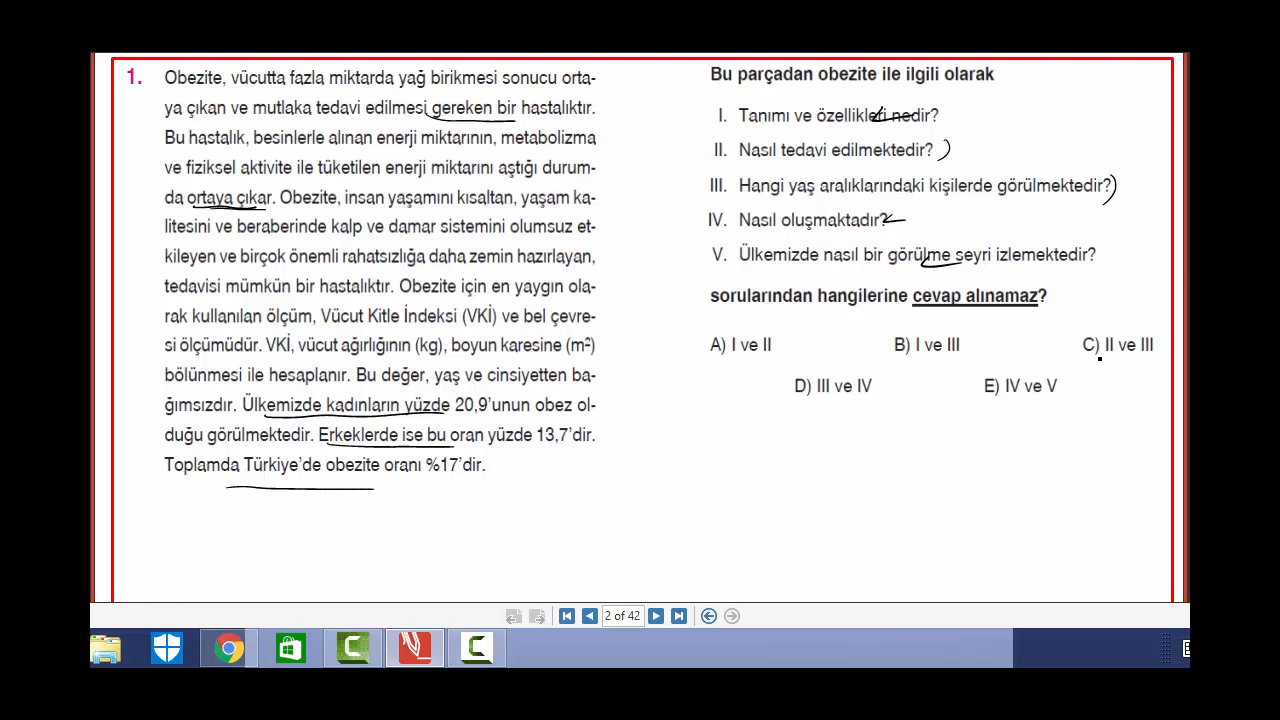 1. Obezite, vücutta fazla miktarda yağ birikmesi sonucu orta-
ya çıkan ve mutlaka tedavi edilmesi gereken bir hastalıktır.
Bu hastalık, besinlerle alınan enerji miktarının, metabolizma
ve fiziksel aktivite ile tüketilen enerji miktarını aştığı durum-
da ortaya çıkar. Obezite, insan yaşamını kısaltan, yaşam ka-
litesini ve beraberinde kalp ve damar sistemini olumsuz et-
kileyen ve birçok önemli rahatsızlığa daha zemin hazırlayan,
tedavisi mümkün bir hastalıktır. Obezite için en yaygın ola-
rak kullanılan ölçüm, Vücut Kitle İndeksi (VKİ) ve bel çevre-
si ölçümüdür. VKİ, vücut ağırlığının (kg), boyun karesine (m²)
bölünmesi ile hesaplanır. Bu değer, yaş ve cinsiyetten ba-
ğımsızdır. Ülkemizde kadınların yüzde 20,9’unun obez ol-
duğu görülmektedir. Erkeklerde ise bu oran yüzde 13,7’dir.
Toplamda Türkiye’de obezite oranı %17’dir.
Bu parçadan obezite ile ilgili olarak
I. Tanımı ve özellikleri nedir?
II. Nasıl tedavi edilmektedir?
III. Hangi yaş aralıklarındaki kişilerde görülmektedir?
IV. Nasıl oluşmaktadır?
V. Ülkemizde nasıl bir görülme seyri izlemektedir?
sorularından hangilerine cevap alınamaz?
A) I ve II B) I ve III C) II ve III
D) III ve IV E) IV ve V
2 of 42